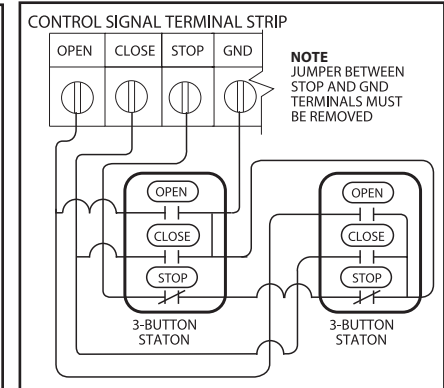 CONTROL SIGNAL TERMINAL STRIP
OPEN CLOSE STOP GND
NOTE
JUMPER BETWEEN
STOP AND GND
TERMINALS MUST
BE REMOVED
OPEN
CLOSE
STOP
3-BUTTON
STATON
OPEN
CLOSE
STOP
3-BUTTON
STATON